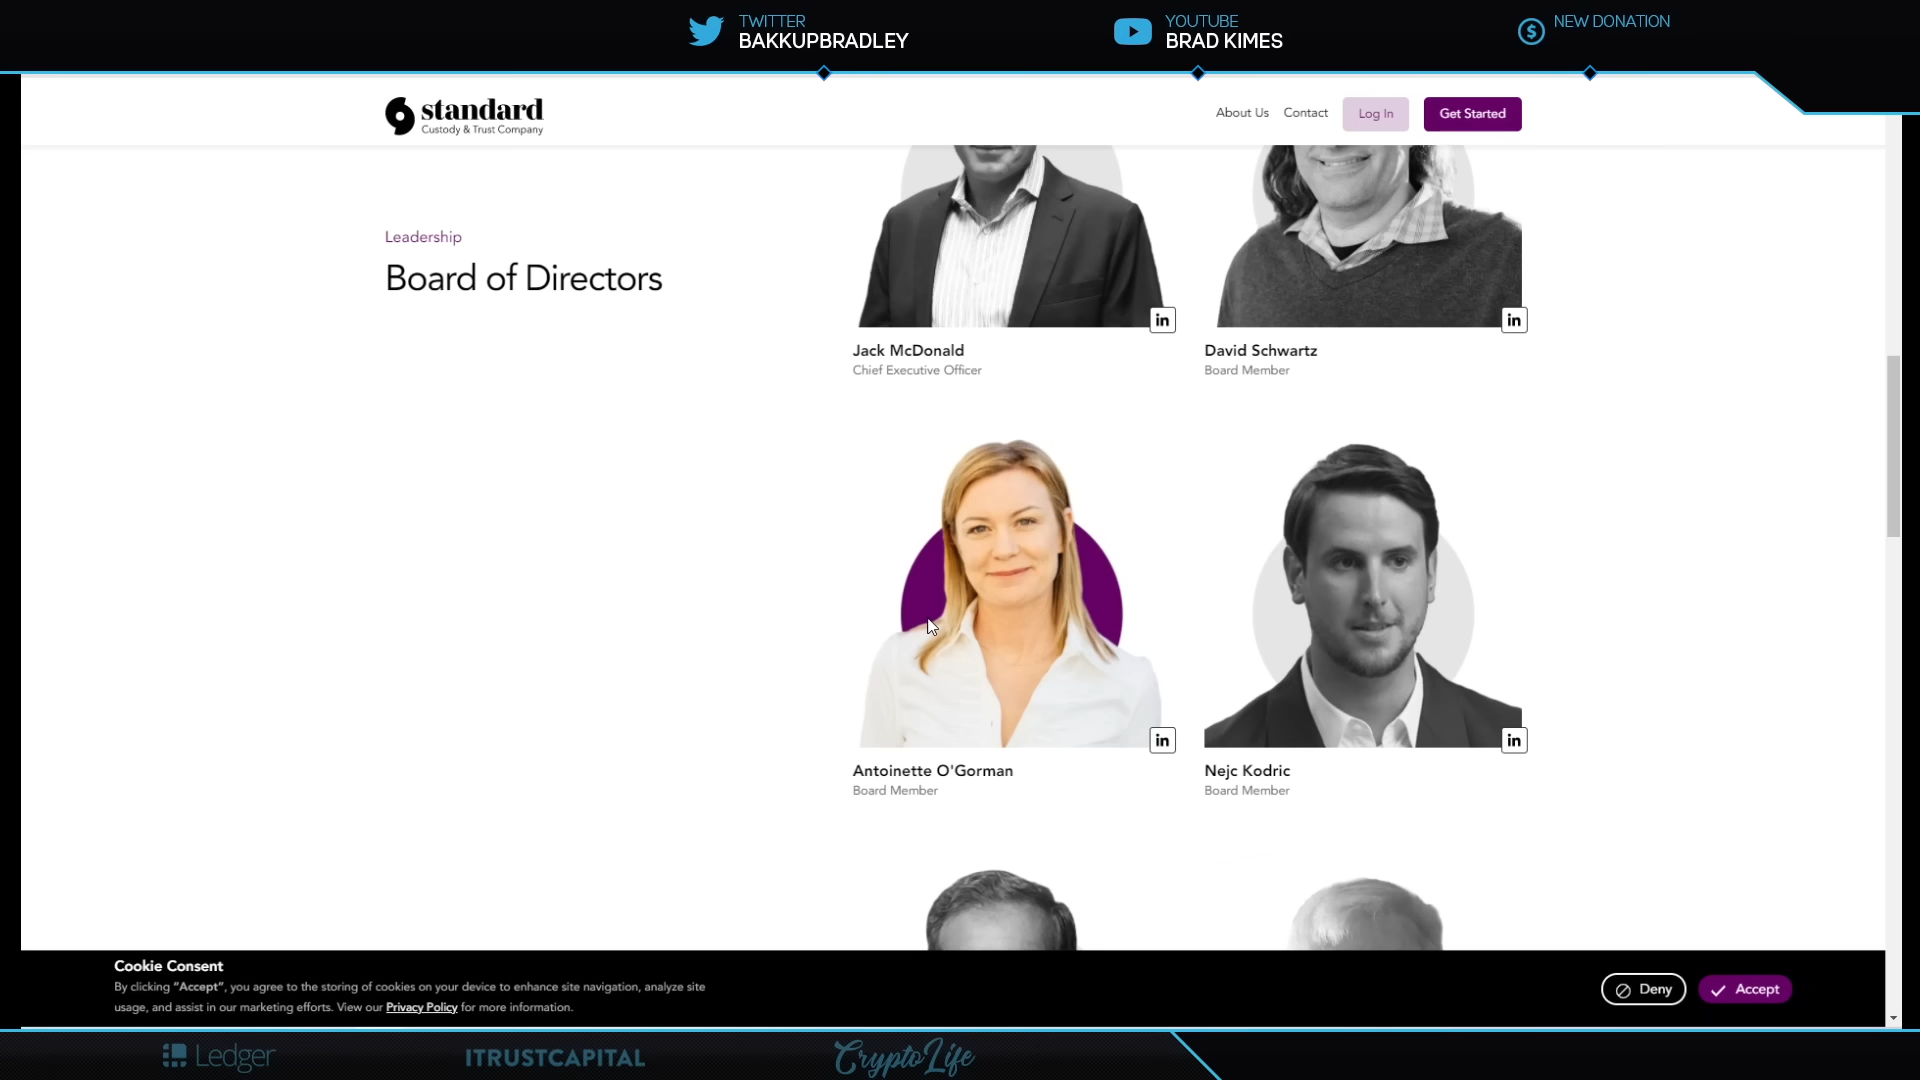 TWITTER
BAKKUPBRADLEY
YOUTUBE
BRAD KIMES
NEW DONATION
standard
Custody & Trust Company
About Us
Contact
Log In
Get Started
Leadership
Board of Directors
in
in
Jack McDonald
Chief Executive Officer
David Schwartz
Board Member
in
in
Antoinette O'Gorman
Board Member
Nejc Kodric
Board Member
Cookie Consent
By clicking “Accept”, you agree to the storing of cookies on your device to enhance site navigation, analyze site
usage, and assist in our marketing efforts. View our Privacy Policy for more information.
Deny
Accept
Ledger
ITRUSTCAPITAL
CryptoLife